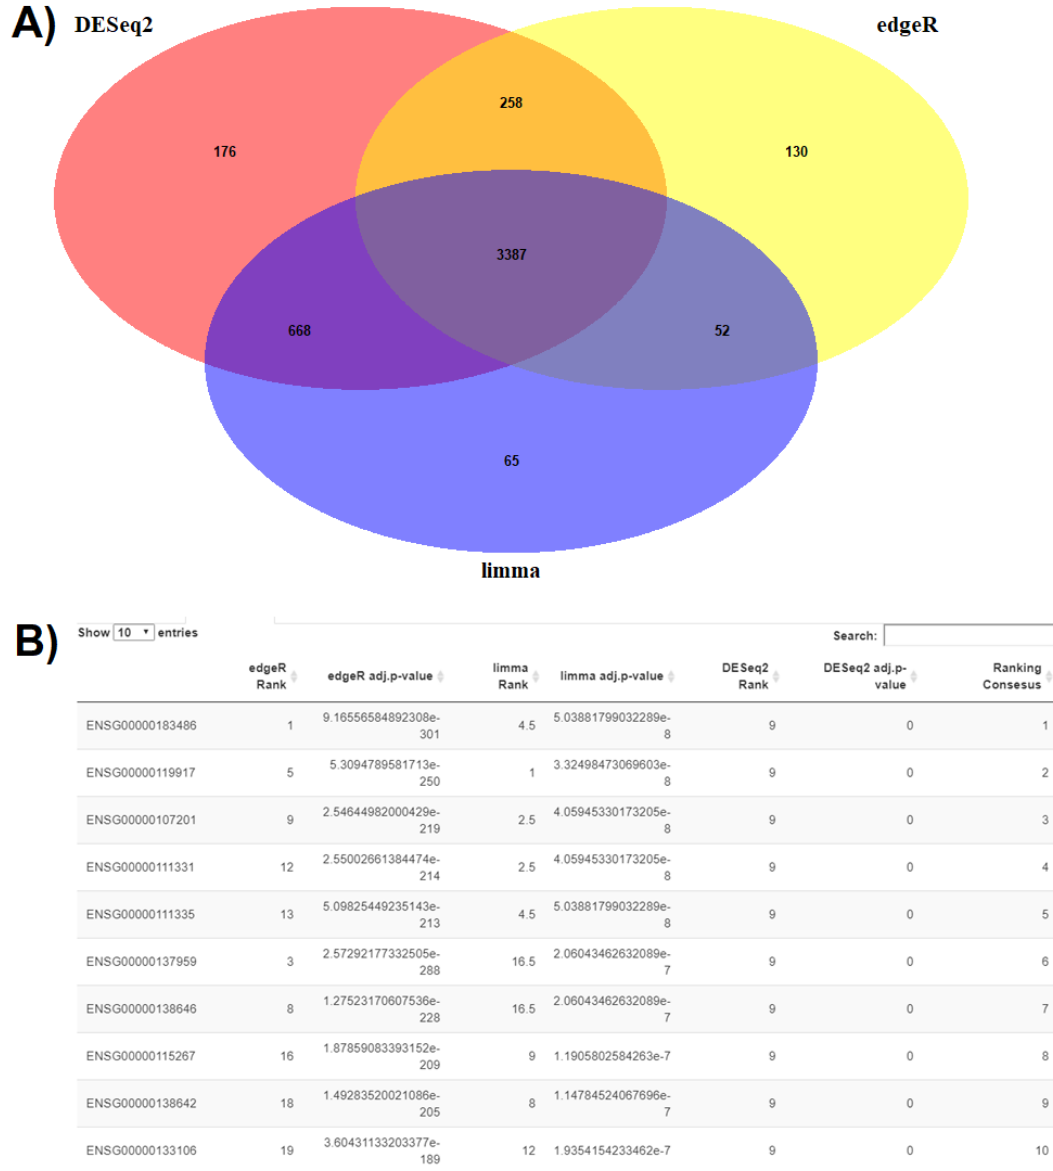 A) DESeq2 edgeR
258
176 130
3387
668 52
65
limma
B) Show 10 entries Search:
edgeR Rank edgeR adj.p-value limma Rank limma adj.p-value DESeq2 Rank DESeq2 adj.p-value Ranking Consesus
ENSG00000183486 1 9.16556584892308e-301 4.5 5.03881799032289e-8 9 0 1
ENSG00000119917 5 5.3094789581713e-250 1 3.32498473069603e-8 9 0 2
ENSG00000107201 9 2.54644982000429e-219 2.5 4.05945330173205e-8 9 0 3
ENSG00000111331 12 2.55002661384474e-214 2.5 4.05945330173205e-8 9 0 4
ENSG00000111335 13 5.09825449235143e-213 4.5 5.03881799032289e-8 9 0 5
ENSG00000137959 3 2.57292177332505e-288 16.5 2.06043462632089e-7 9 0 6
ENSG00000138646 8 1.27523170607536e-228 16.5 2.06043462632089e-7 9 0 7
ENSG00000115267 16 1.87859083393152e-209 9 1.1905802584263e-7 9 0 8
ENSG00000138642 18 1.49283520021086e-205 8 1.14784524067696e-7 9 0 9
ENSG00000133106 19 3.60431133203377e-189 12 1.9354154233462e-7 9 0 10